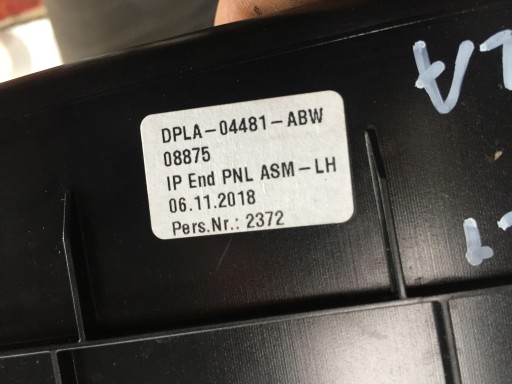 DPLA-04481-ABW
08875
IP End PNL ASM-LH
06.11.2018
Pers.Nr.: 2372